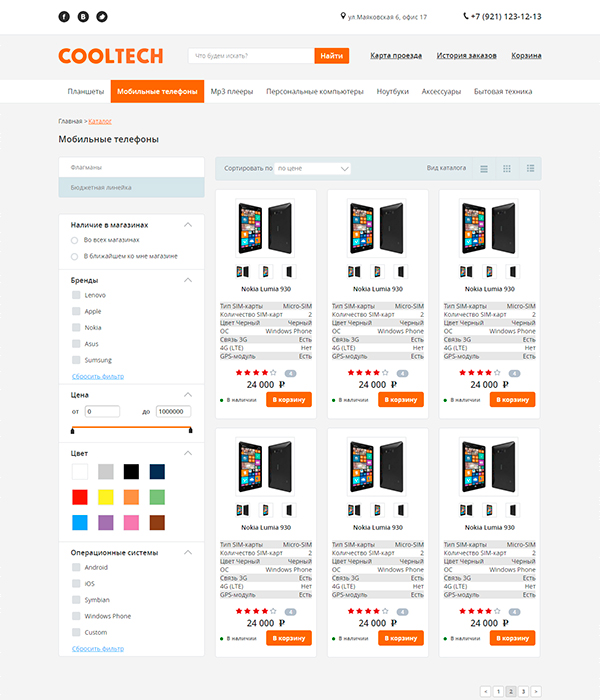 ул Маяковская 6, офис 17
+7 (921) 123-12-13
COOLTECH
Что будем искать?
Найти
Карта проезда
История заказов
Корзина
Планшеты
Мобильные телефоны
Mp3 плееры
Персональные компьютеры
Ноутбуки
Аксессуары
Бытовая техника
Главная >Каталог
Мобильные телефоны
Флагманы
Бюджетная линейка
Сортировать по
по цене
Вид каталога
Наличие в магазинах
Во всех магазинах
В ближайшем ко мне магазине
Бренды
Lenovo
Apple
Nokia
Asus
Sumsung
Сбросить фильтр
Цена
от 0 до 1000000
Цвет
Операционные системы
Android
iOS
Symbian
Windows Phone
Custom
Сбросить фильтр
Nokia Lumia 930
Тип SIM-карты Micro-SIM
Количество SIM-карт 2
Цвет Черный Черный
ОС Windows Phone
Связь 3G Есть
4G (LTE) Нет
GPS-модуль Есть
4
24 000 ₽
В наличии
В корзину
Nokia Lumia 930
Тип SIM-карты Micro-SIM
Количество SIM-карт 2
Цвет Черный Черный
ОС Windows Phone
Связь 3G Есть
4G (LTE) Нет
GPS-модуль Есть
4
24 000 ₽
В наличии
В корзину
Nokia Lumia 930
Тип SIM-карты Micro-SIM
Количество SIM-карт 2
Цвет Черный Черный
ОС Windows Phone
Связь 3G Есть
4G (LTE) Нет
GPS-модуль Есть
4
24 000 ₽
В наличии
В корзину
Nokia Lumia 930
Тип SIM-карты Micro-SIM
Количество SIM-карт 2
Цвет Черный Черный
ОС Windows Phone
Связь 3G Есть
4G (LTE) Нет
GPS-модуль Есть
4
24 000 ₽
В наличии
В корзину
Nokia Lumia 930
Тип SIM-карты Micro-SIM
Количество SIM-карт 2
Цвет Черный Черный
ОС Windows Phone
Связь 3G Есть
4G (LTE) Нет
GPS-модуль Есть
4
24 000 ₽
В наличии
В корзину
Nokia Lumia 930
Тип SIM-карты Micro-SIM
Количество SIM-карт 2
Цвет Черный Черный
ОС Windows Phone
Связь 3G Есть
4G (LTE) Нет
GPS-модуль Есть
4
24 000 ₽
В наличии
В корзину
< 1 2 3 >